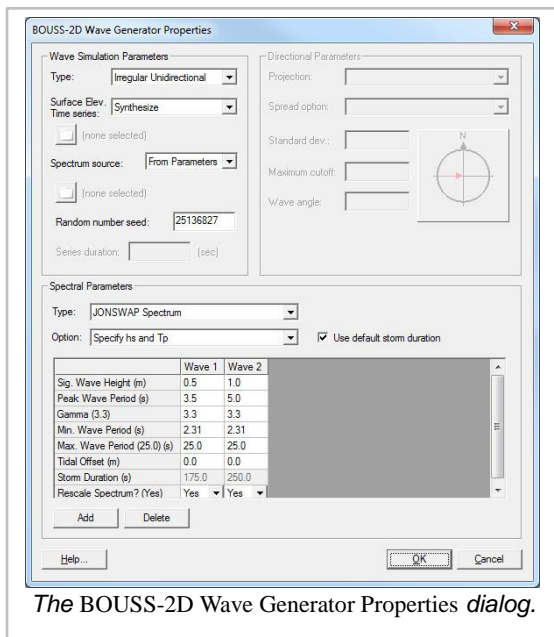 BOUSS-2D Wave Generator Properties
Wave Simulation Parameters
Type: Irregular Unidirectional
Surface Elev. Time series: Synthesize
(none selected)
Spectrum source: From Parameters
(none selected)
Random number seed: 25136827
Series duration: (sec)
Directional Parameters
Projection:
Spread option:
Standard dev.:
Maximum cutoff:
Wave angle:
N
Spectral Parameters
Type: JONSWAP Spectrum
Option: Specify hs and Tp
Use default storm duration
Wave 1 Wave 2
Sig. Wave Height (m) 0.5 1.0
Peak Wave Period (s) 3.5 5.0
Gamma (3.3) 3.3 3.3
Min. Wave Period (s) 2.31 2.31
Max. Wave Period (25.0) (s) 25.0 25.0
Tidal Offset (m) 0.0 0.0
Storm Duration (s) 175.0 250.0
Rescale Spectrum? (Yes) Yes Yes
Add Delete
Help... OK Cancel
The BOUSS-2D Wave Generator Properties dialog.